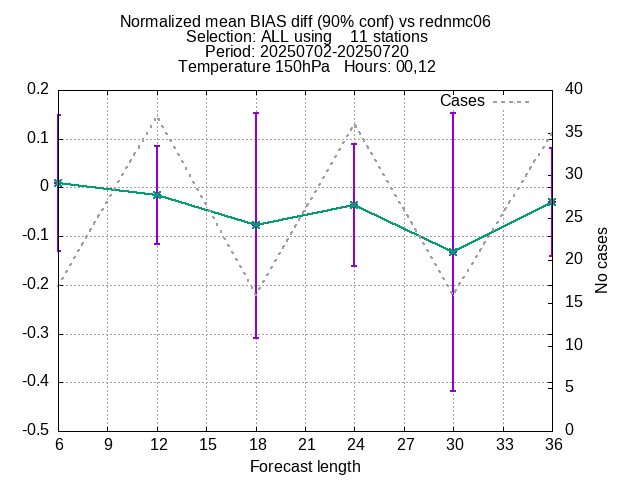 Normalized mean BIAS diff (90% conf) vs rednmc06
Selection: ALL using    11 stations
Period: 20250702-20250720
Temperature 150hPa   Hours: 00,12
Cases
0.2
0.1
0
-0.1
-0.2
-0.3
-0.4
-0.5
40
35
30
25
20
15
10
5
0
No cases
6 9 12 15 18 21 24 27 30 33 36
Forecast length